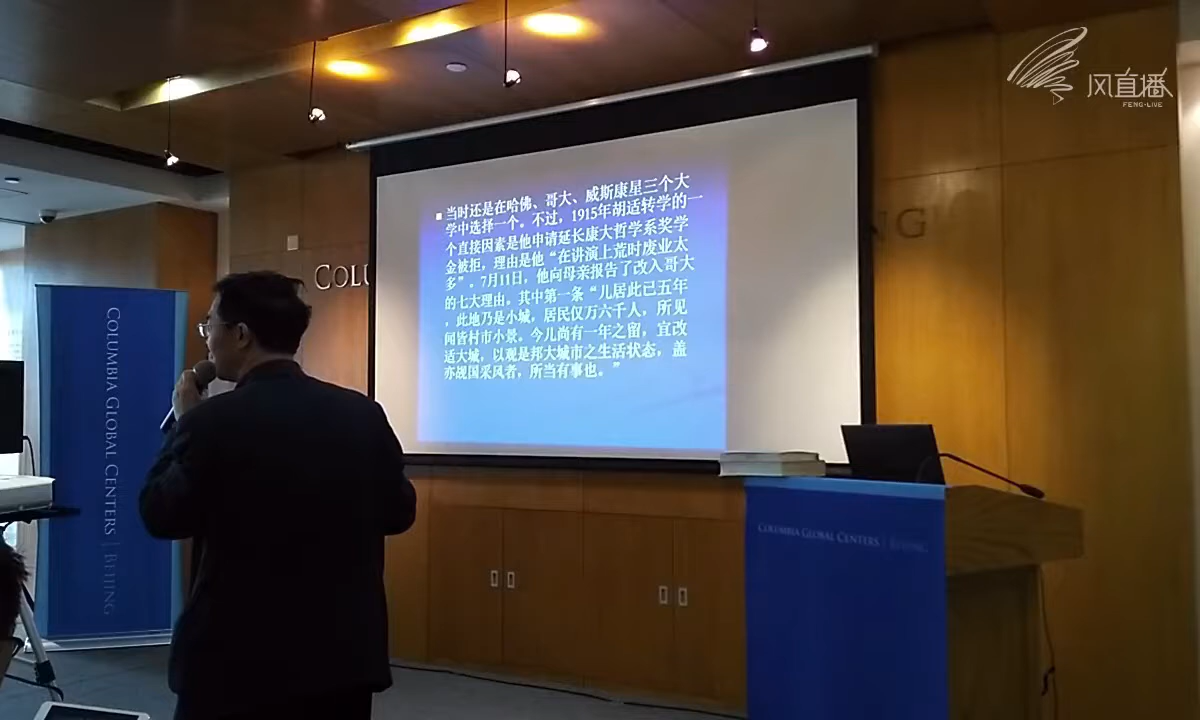 风直播
FENG-LIVE
当时还是在哈佛、哥大、威斯康星三个大
学中选择一个。不过，1915年胡适转学的一
个直接因素是他申请延长康大哲学系奖学
金被拒，理由是他“在讲演上荒时废业太
多”。7月11日，他向母亲报告了改入哥大
的七大理由。其中第一条“儿居此已五年
，此地乃是小城，居民仅万六千人，所见
闻皆村市小景。今儿尚有一年之留，宜改
适大城，以观是邦大城市之生活状态，盖
亦觇国采风者，所当有事也。”
COLU
NG
COLUMBIA GLOBAL CENTERS | BEIJING
COLUMBIA GLOBAL CENTERS | BEIJING